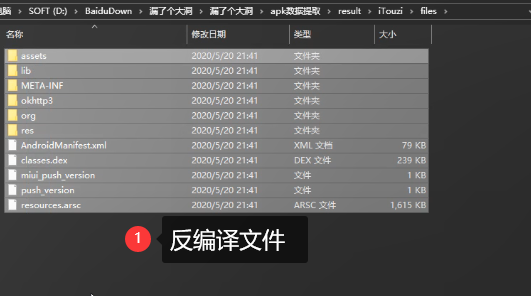 电脑 › SOFT (D:) › BaiduDown › 漏了个大洞 › 漏了个大洞 › apk数据提取 › result › iTouzi › files ›
名称 修改日期 类型 大小
assets 2020/5/20 21:41 文件夹
lib 2020/5/20 21:41 文件夹
META-INF 2020/5/20 21:41 文件夹
okhttp3 2020/5/20 21:41 文件夹
org 2020/5/20 21:41 文件夹
res 2020/5/20 21:41 文件夹
AndroidManifest.xml 2020/5/20 21:41 XML 文档 79 KB
classes.dex 2020/5/20 21:41 DEX 文件 239 KB
miui_push_version 2020/5/20 21:41 文件 1 KB
push_version 2020/5/20 21:41 文件 1 KB
resources.arsc 2020/5/20 21:41 ARSC 文件 1,615 KB
1 反编译文件